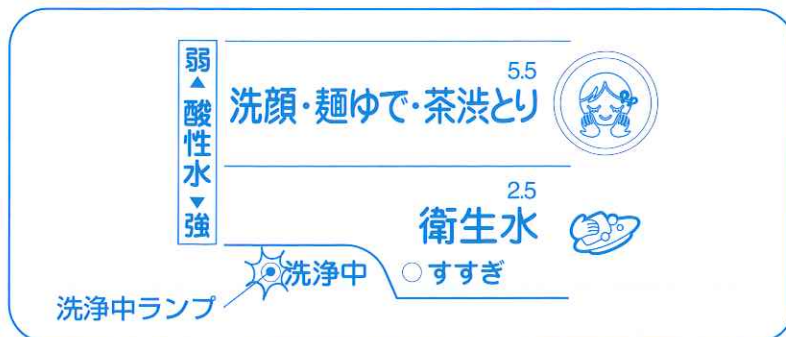 弱▲酸性水▼強
5.5
洗顔・麺ゆで・茶渋とり
2.5
衛生水
洗浄中 すすぎ
洗浄中ランプ